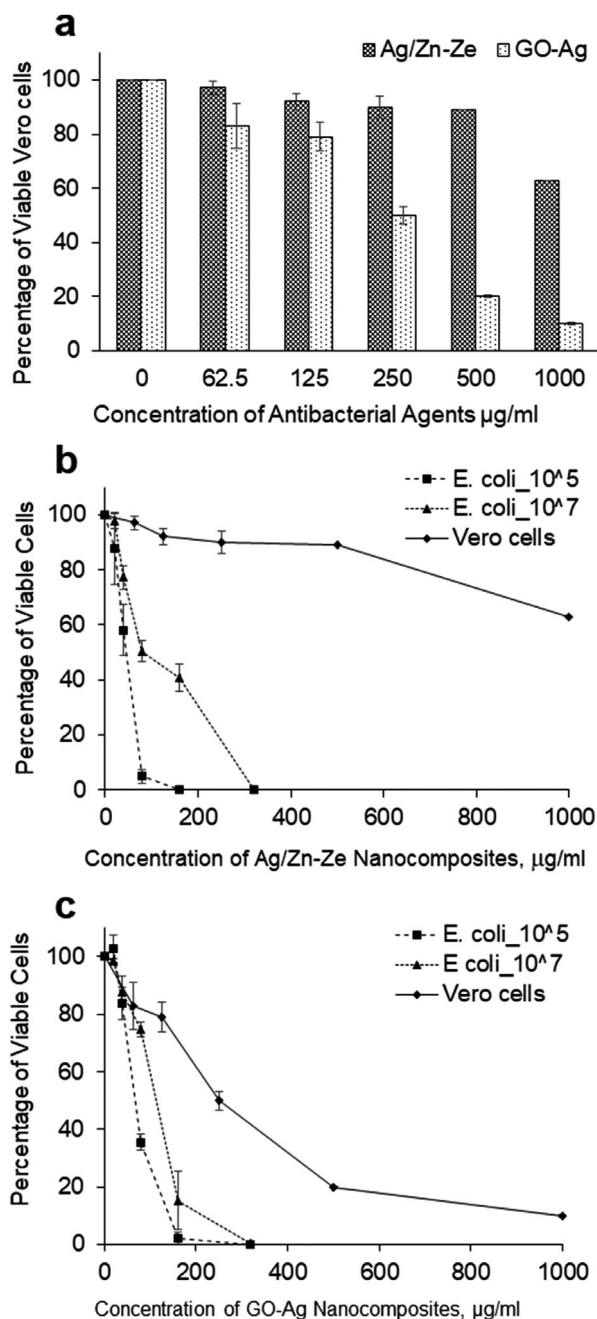 a
Ag/Zn-Ze GO-Ag
Percentage of Viable Vero cells
100
80
60
40
20
0
0 62.5 125 250 500 1000
Concentration of Antibacterial Agents µg/ml
b
E. coli_10^5
E. coli_10^7
Vero cells
Percentage of Viable Cells
100
80
60
40
20
0
0 200 400 600 800 1000
Concentration of Ag/Zn-Ze Nanocomposites, µg/ml
c
E. coli_10^5
E coli_10^7
Vero cells
Percentage of Viable Cells
100
80
60
40
20
0
0 200 400 600 800 1000
Concentration of GO-Ag Nanocomposites, µg/ml